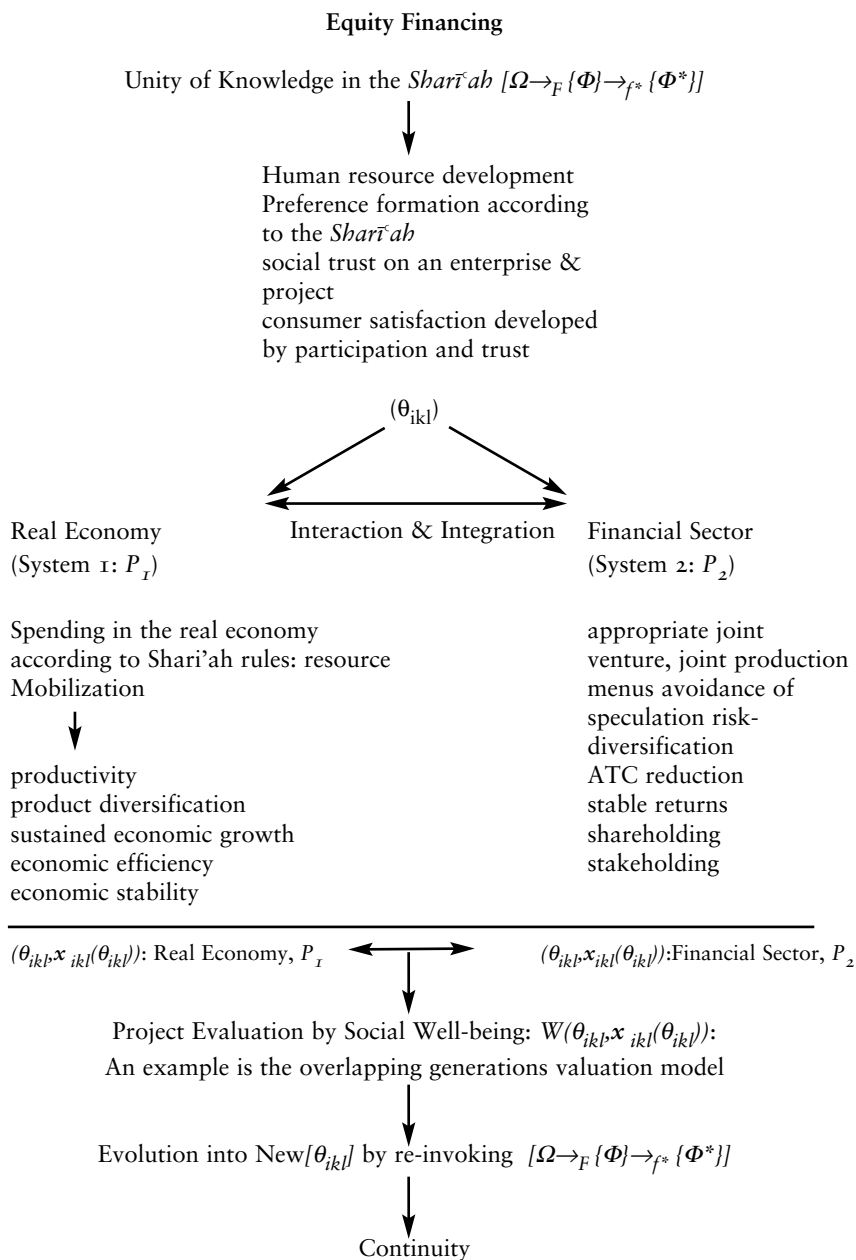 Equity Financing
Unity of Knowledge in the Sharīʿah [Ω→F {Φ}→f* {Φ*}]
Human resource development
Preference formation according
to the Sharīʿah
social trust on an enterprise &
project
consumer satisfaction developed
by participation and trust
(θikl)
Real Economy
(System 1: P1)
Interaction & Integration
Financial Sector
(System 2: P2)
Spending in the real economy
according to Shari'ah rules: resource
Mobilization
productivity
product diversification
sustained economic growth
economic efficiency
economic stability
appropriate joint
venture, joint production
menus avoidance of
speculation risk-
diversification
ATC reduction
stable returns
shareholding
stakeholding
(θikl,x ikl(θikl)): Real Economy, P1
(θikl,xikl(θikl)):Financial Sector, P2
Project Evaluation by Social Well-being: W(θikl,x ikl(θikl)):
An example is the overlapping generations valuation model
Evolution into New[θikl] by re-invoking [Ω→F {Φ}→f* {Φ*}]
Continuity